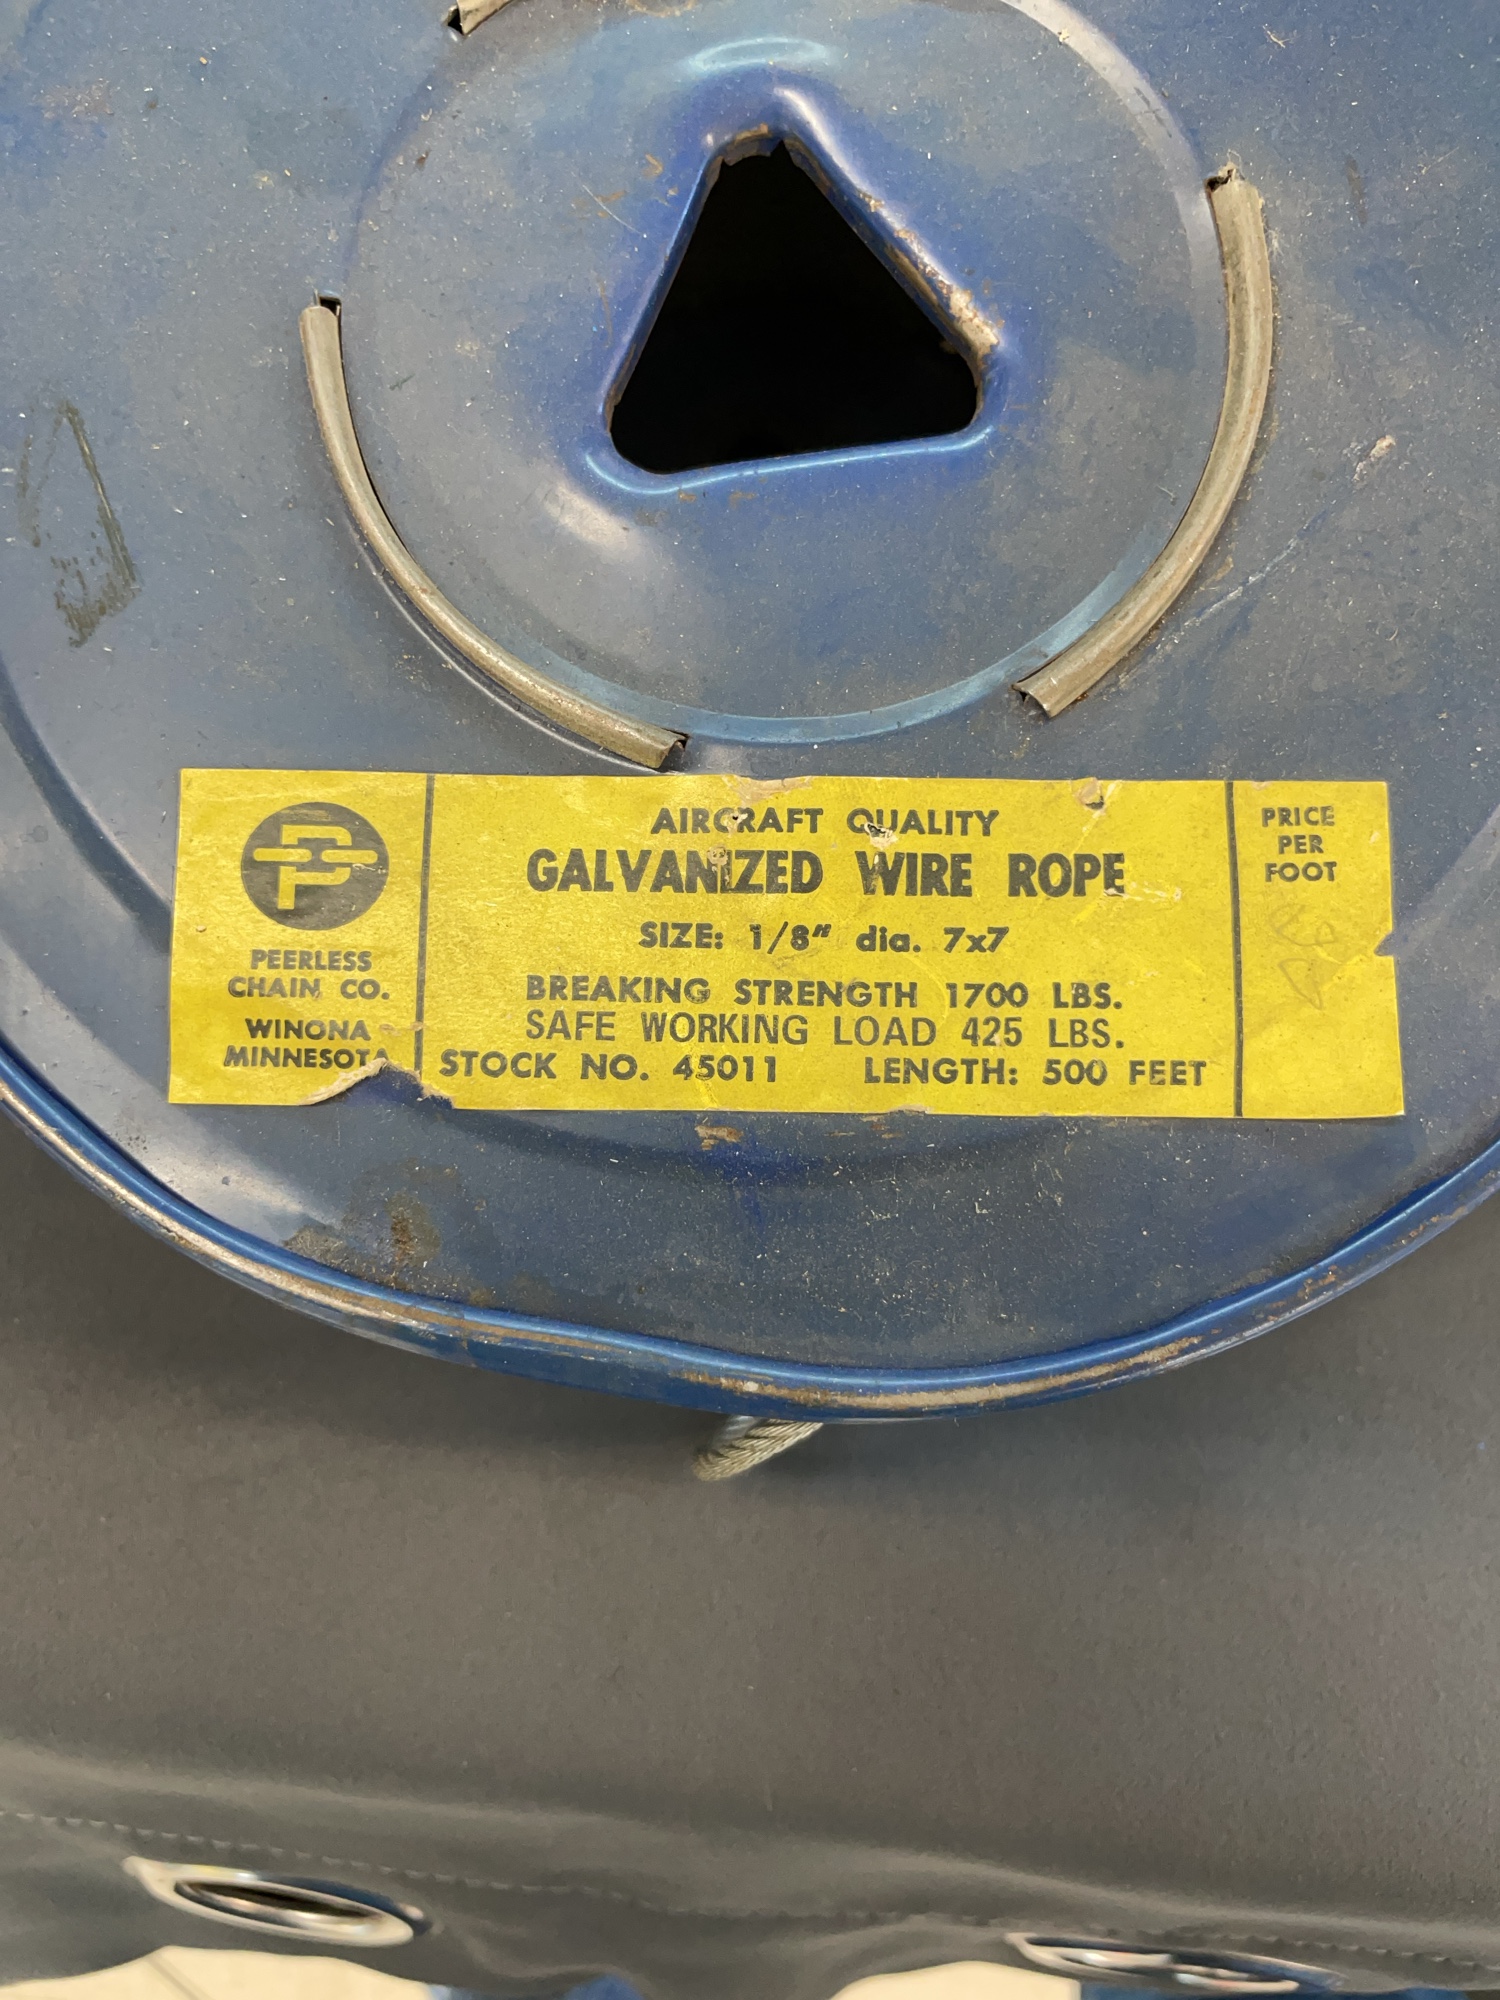 PEERLESS
CHAIN CO.
WINONA
MINNESOTA
AIRCRAFT QUALITY
GALVANIZED WIRE ROPE
SIZE: 1/8" dia. 7x7
BREAKING STRENGTH 1700 LBS.
SAFE WORKING LOAD 425 LBS.
STOCK NO. 45011 LENGTH: 500 FEET
PRICE
PER
FOOT